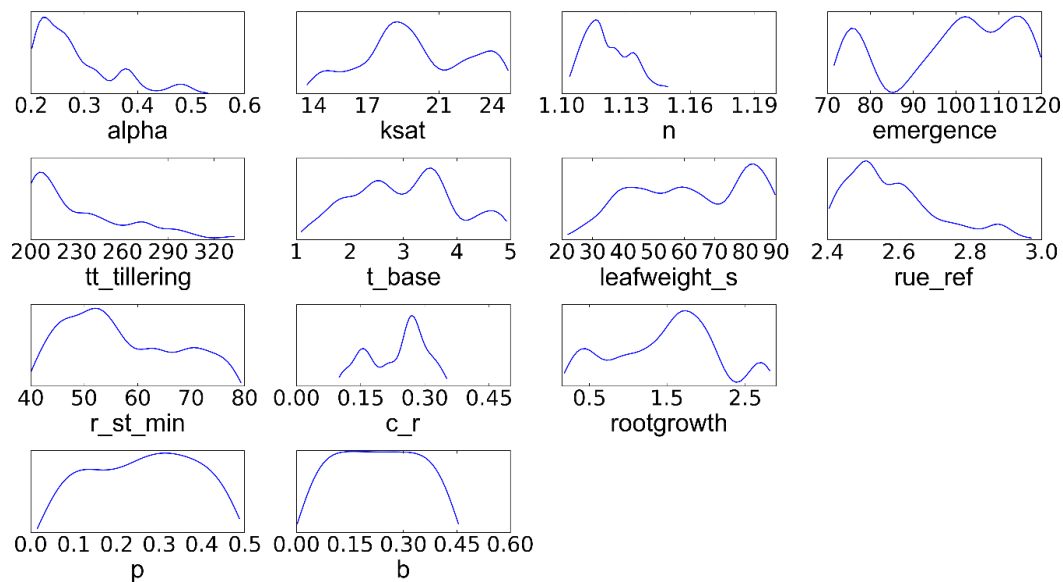 0.2 0.3 0.4 0.5 0.6 14 17 21 24 1.10 1.13 1.16 1.19 70 80 90 100 110 120
alpha ksat n emergence
200 230 260 290 320 1 2 3 4 5 20 30 40 50 60 70 80 90 2.4 2.6 2.8 3.0
tt_tillering t_base leafweight_s rue_ref
40 50 60 70 80 0.00 0.15 0.30 0.45 0.5 1.5 2.5
r_st_min c_r rootgrowth
0.0 0.1 0.2 0.3 0.4 0.5 0.00 0.15 0.30 0.45 0.60
p b